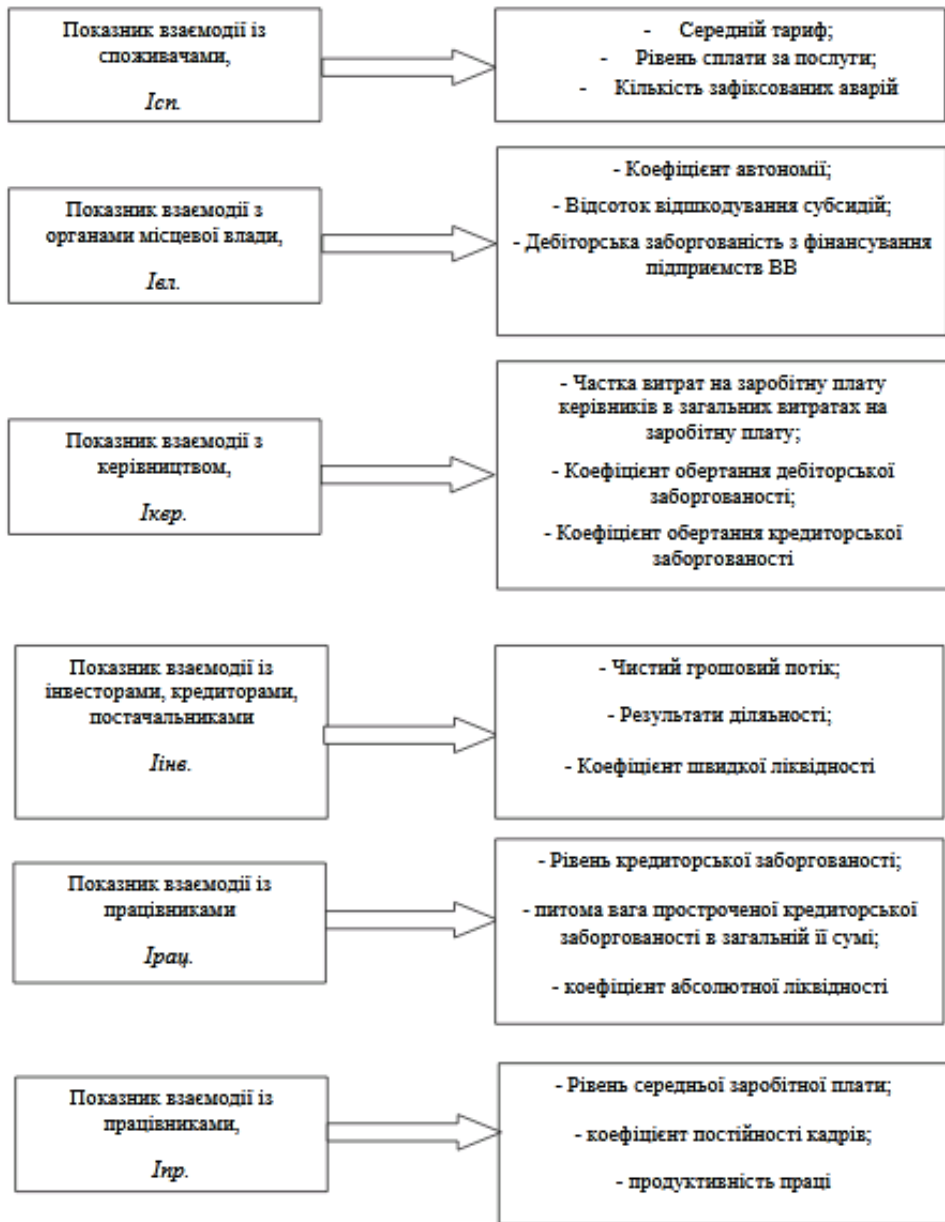 Показник взаємодії із
споживачами,
Ісп.
- Середній тариф;
- Рівень сплати за послуги;
- Кількість зафіксованих аварій
Показник взаємодії з
органами місцевої влади,
Івл.
- Коефіцієнт автономії;
- Відсоток відшкодування субсидій;
- Дебіторська заборгованість з фінансування
підприємств ВВ
Показник взаємодії з
керівництвом,
Іквр.
- Частка витрат на заробітну плату
керівників в загальних витратах на
заробітну плату;
- Коефіцієнт обертання дебіторської
заборгованості;
- Коефіцієнт обертання кредиторської
заборгованості
Показник взаємодії із
інвесторами, кредиторами,
постачальниками
Іінв.
- Чистий грошовий потік;
- Результати діляьності;
- Коефіцієнт швидкої ліквідності
Показник взаємодії із
працівниками
Ірац.
- Рівень кредиторської заборгованості;
- питома вага простроченої кредиторської
заборгованості в загальній її сумі;
- коефіцієнт абсолютної ліквідності
Показник взаємодії із
працівниками,
Іпр.
- Рівень середньої заробітної плати;
- коефіцієнт постійності кадрів;
- продуктивність праці